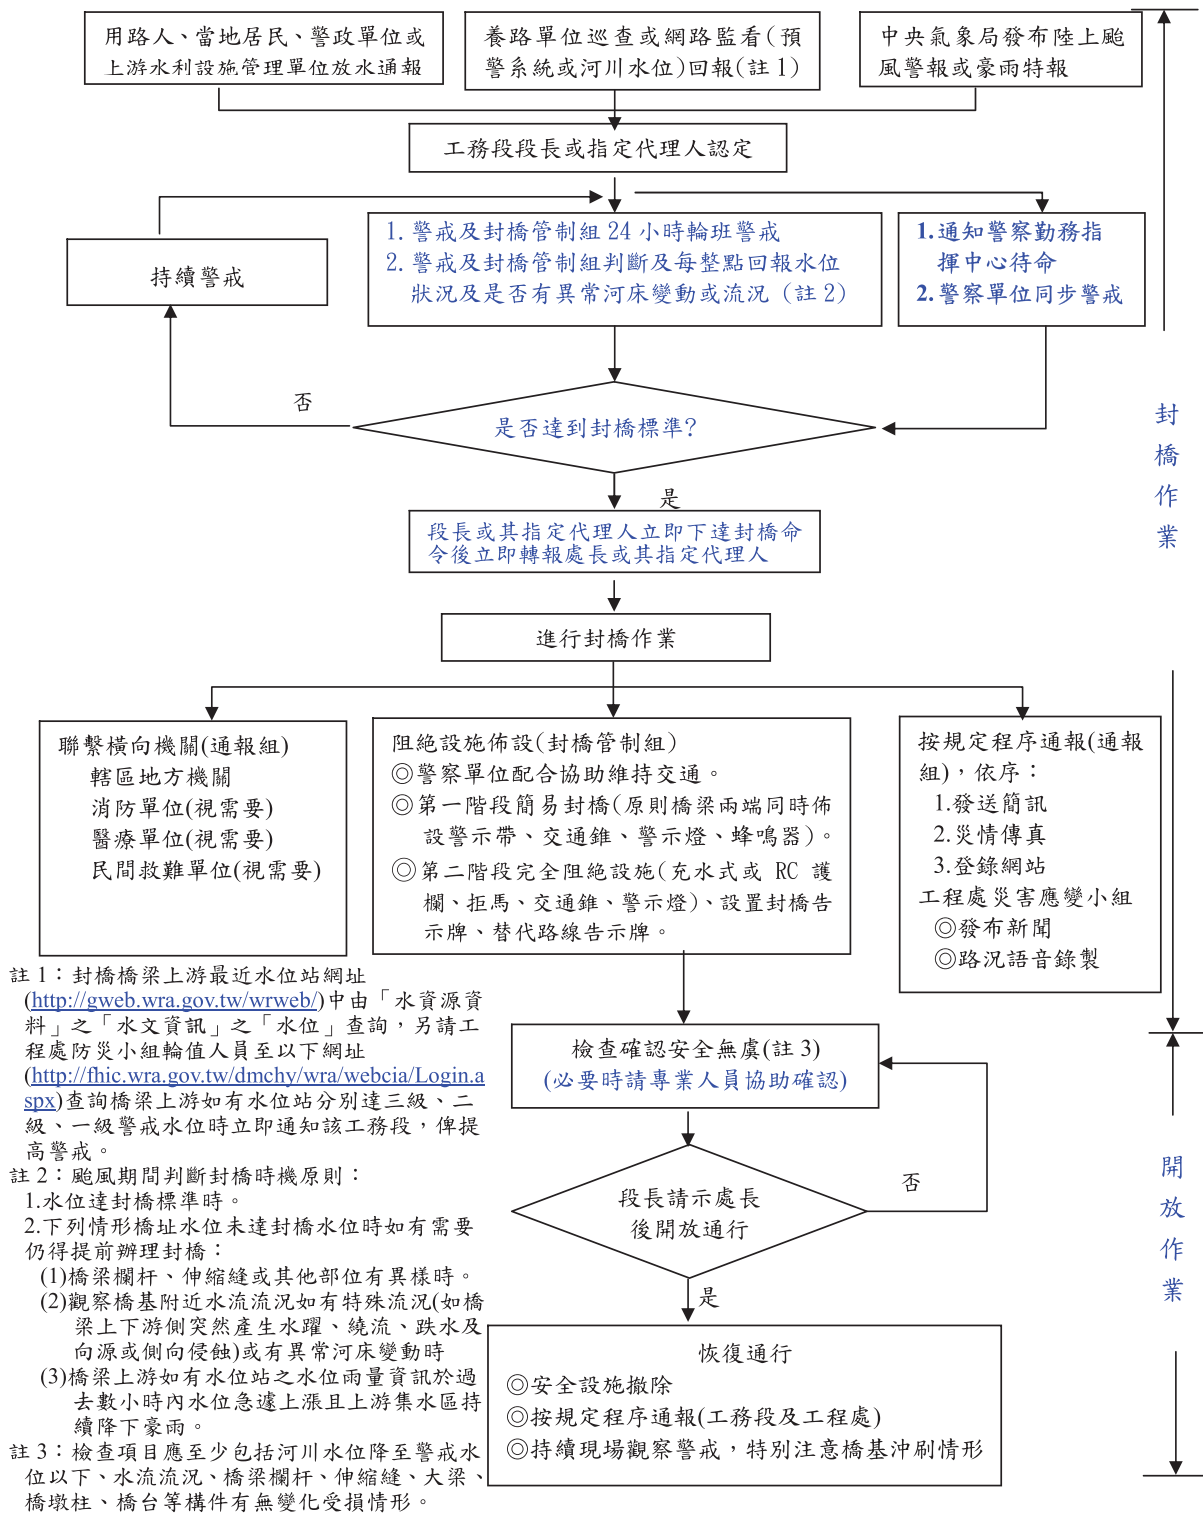 用路人、當地居民、警政單位或
上游水利設施管理單位放水通報
養路單位巡查或網路監看(預
警系統或河川水位)回報(註1)
中央氣象局發布陸上颱
風警報或豪雨特報
工務段段長或指定代理人認定
持續警戒
1. 警戒及封橋管制組 24 小時輪班警戒
2. 警戒及封橋管制組判斷及每整點回報水位
狀況及是否有異常河床變動或流況（註 2）
1.通知警察勤務指
揮中心待命
2.警察單位同步警戒
否
是否達到封橋標準?
是
段長或其指定代理人立即下達封橋命
令後立即轉報處長或其指定代理人
進行封橋作業
封
橋
作
業
聯繫橫向機關(通報組)
轄區地方機關
消防單位(視需要)
醫療單位(視需要)
民間救難單位(視需要)
阻絕設施佈設(封橋管制組)
◎警察單位配合協助維持交通。
◎第一階段簡易封橋(原則橋梁兩端同時佈
設警示帶、交通錐、警示燈、蜂鳴器)。
◎第二階段完全阻絕設施(充水式或 RC 護
欄、拒馬、交通錐、警示燈)、設置封橋告
示牌、替代路線告示牌。
按規定程序通報(通報
組)，依序：
1.發送簡訊
2.災情傳真
3.登錄網站
工程處災害應變小組
◎發布新聞
◎路況語音錄製
註 1：封橋橋梁上游最近水位站網址
(http://gweb.wra.gov.tw/wrweb/)中由「水資源資
料」之「水文資訊」之「水位」查詢，另請工
程處防災小組輪值人員至以下網址
(http://fhic.wra.gov.tw/dmchy/wra/webcia/Login.a
spx)查詢橋梁上游如有水位站分別達三級、二
級、一級警戒水位時立即通知該工務段，俾提
高警戒。
註 2：颱風期間判斷封橋時機原則：
1.水位達封橋標準時。
2.下列情形橋址水位未達封橋水位時如有需要
仍得提前辦理封橋：
(1)橋梁欄杆、伸縮縫或其他部位有異樣時。
(2)觀察橋基附近水流流況如有特殊流況(如橋
梁上下游側突然產生水躍、繞流、跌水及
向源或側向侵蝕)或有異常河床變動時
(3)橋梁上游如有水位站之水位雨量資訊於過
去數小時內水位急遽上漲且上游集水區持
續降下豪雨。
註 3：檢查項目應至少包括河川水位降至警戒水
位以下、水流流況、橋梁欄杆、伸縮縫、大梁、
橋墩柱、橋台等構件有無變化受損情形。
檢查確認安全無虞(註 3)
(必要時請專業人員協助確認)
段長請示處長
後開放通行
否
是
恢復通行
◎安全設施撤除
◎按規定程序通報(工務段及工程處)
◎持續現場觀察警戒，特別注意橋基沖刷情形
開
放
作
業